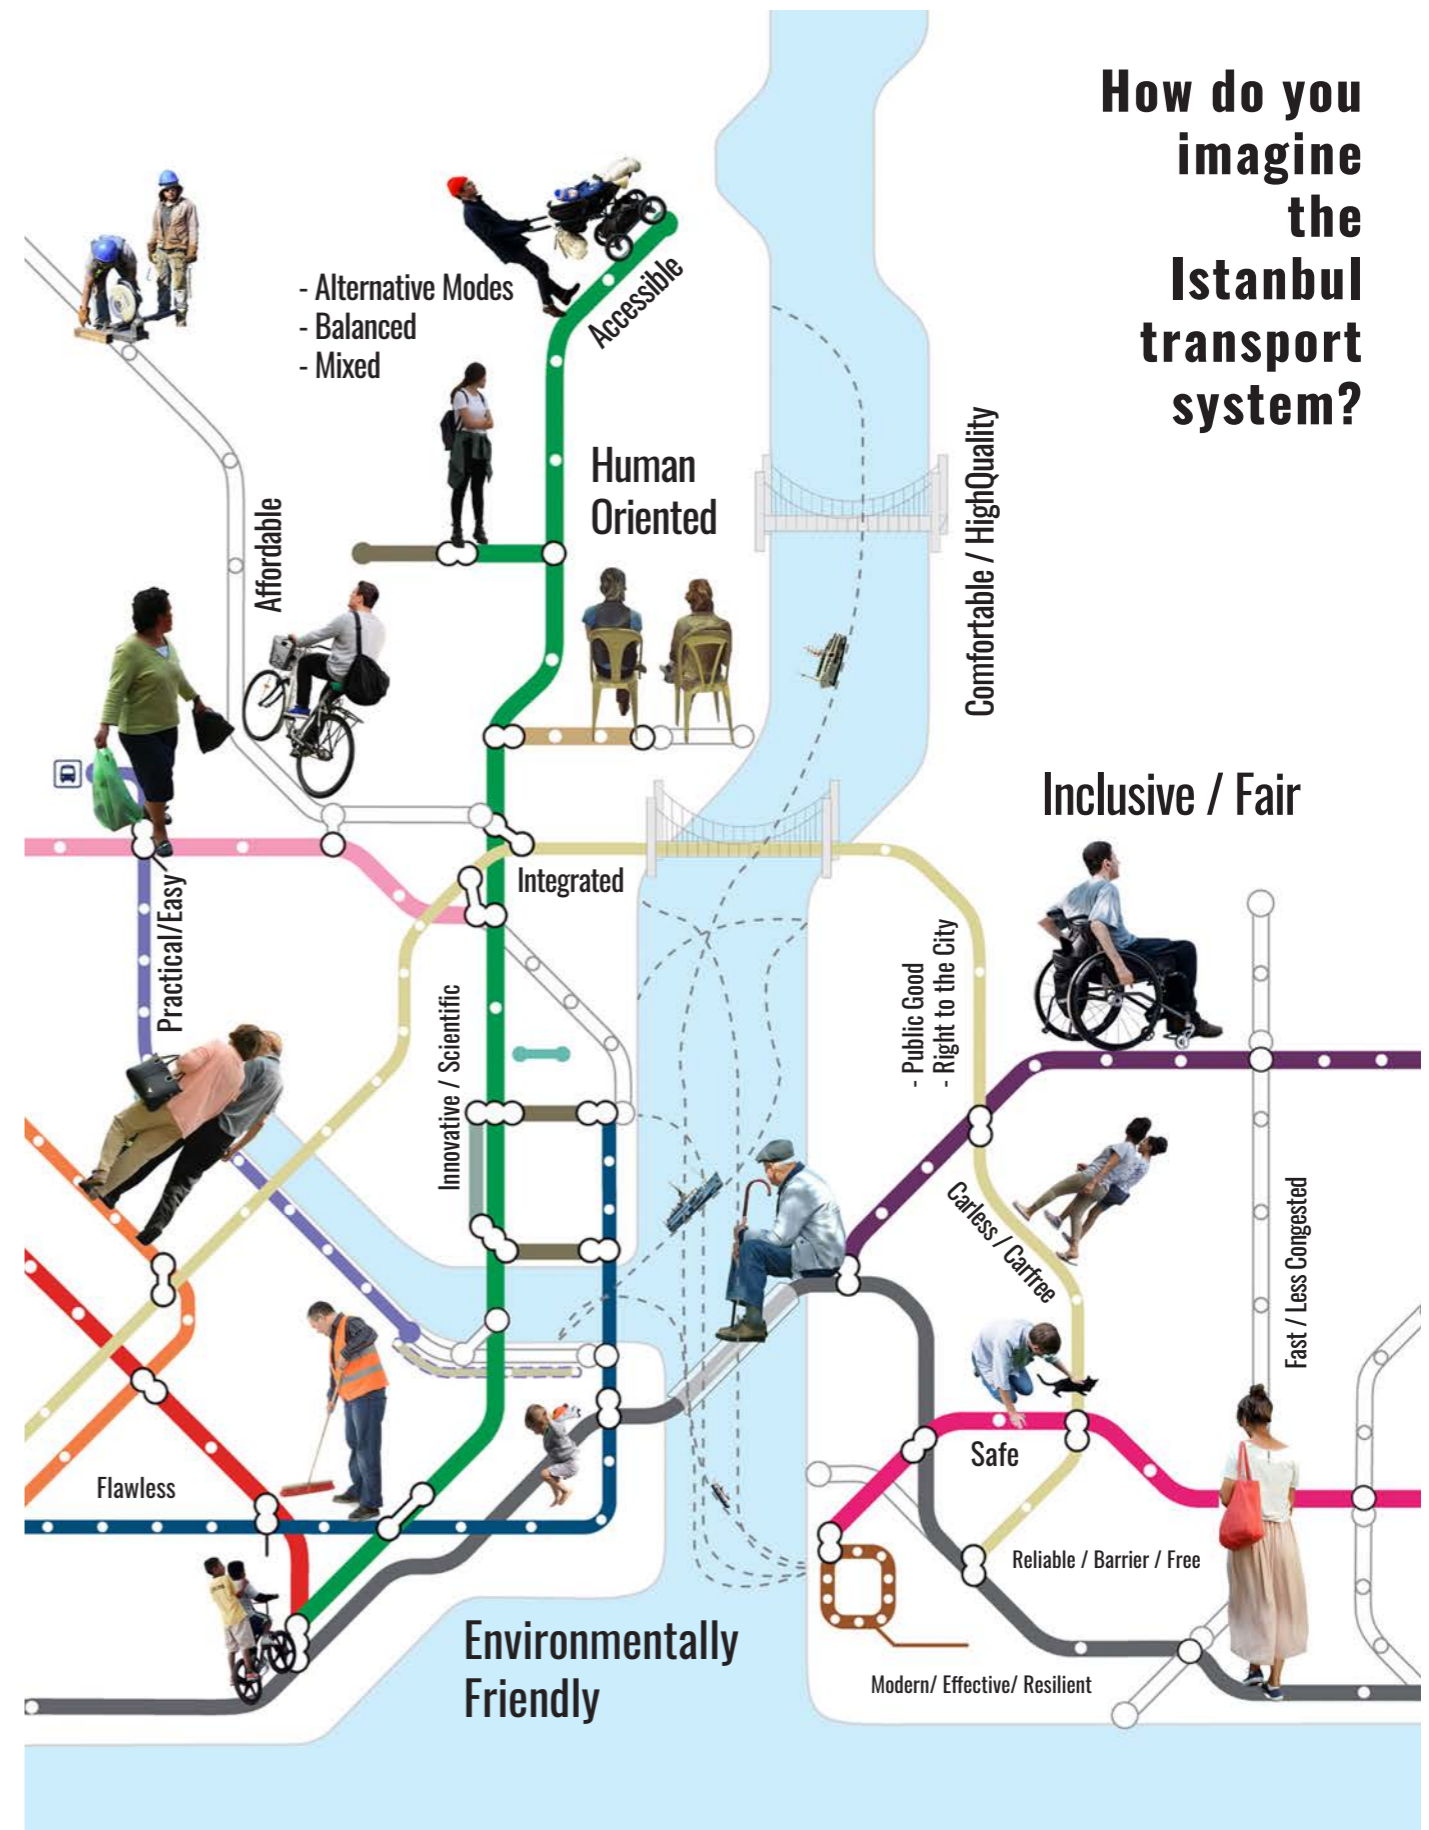 How do you
imagine
the
Istanbul
transport
system?
- Alternative Modes
- Balanced
- Mixed
Accessible
Human
Oriented
Affordable
Comfortable / HighQuality
Inclusive / Fair
Integrated
Practical/Easy
Innovative / Scientific
- Public Good
- Right to the City
Carless / Carfree
Fast / Less Congested
Safe
Flawless
Reliable / Barrier / Free
Environmentally
Friendly
Modern/ Effective/ Resilient